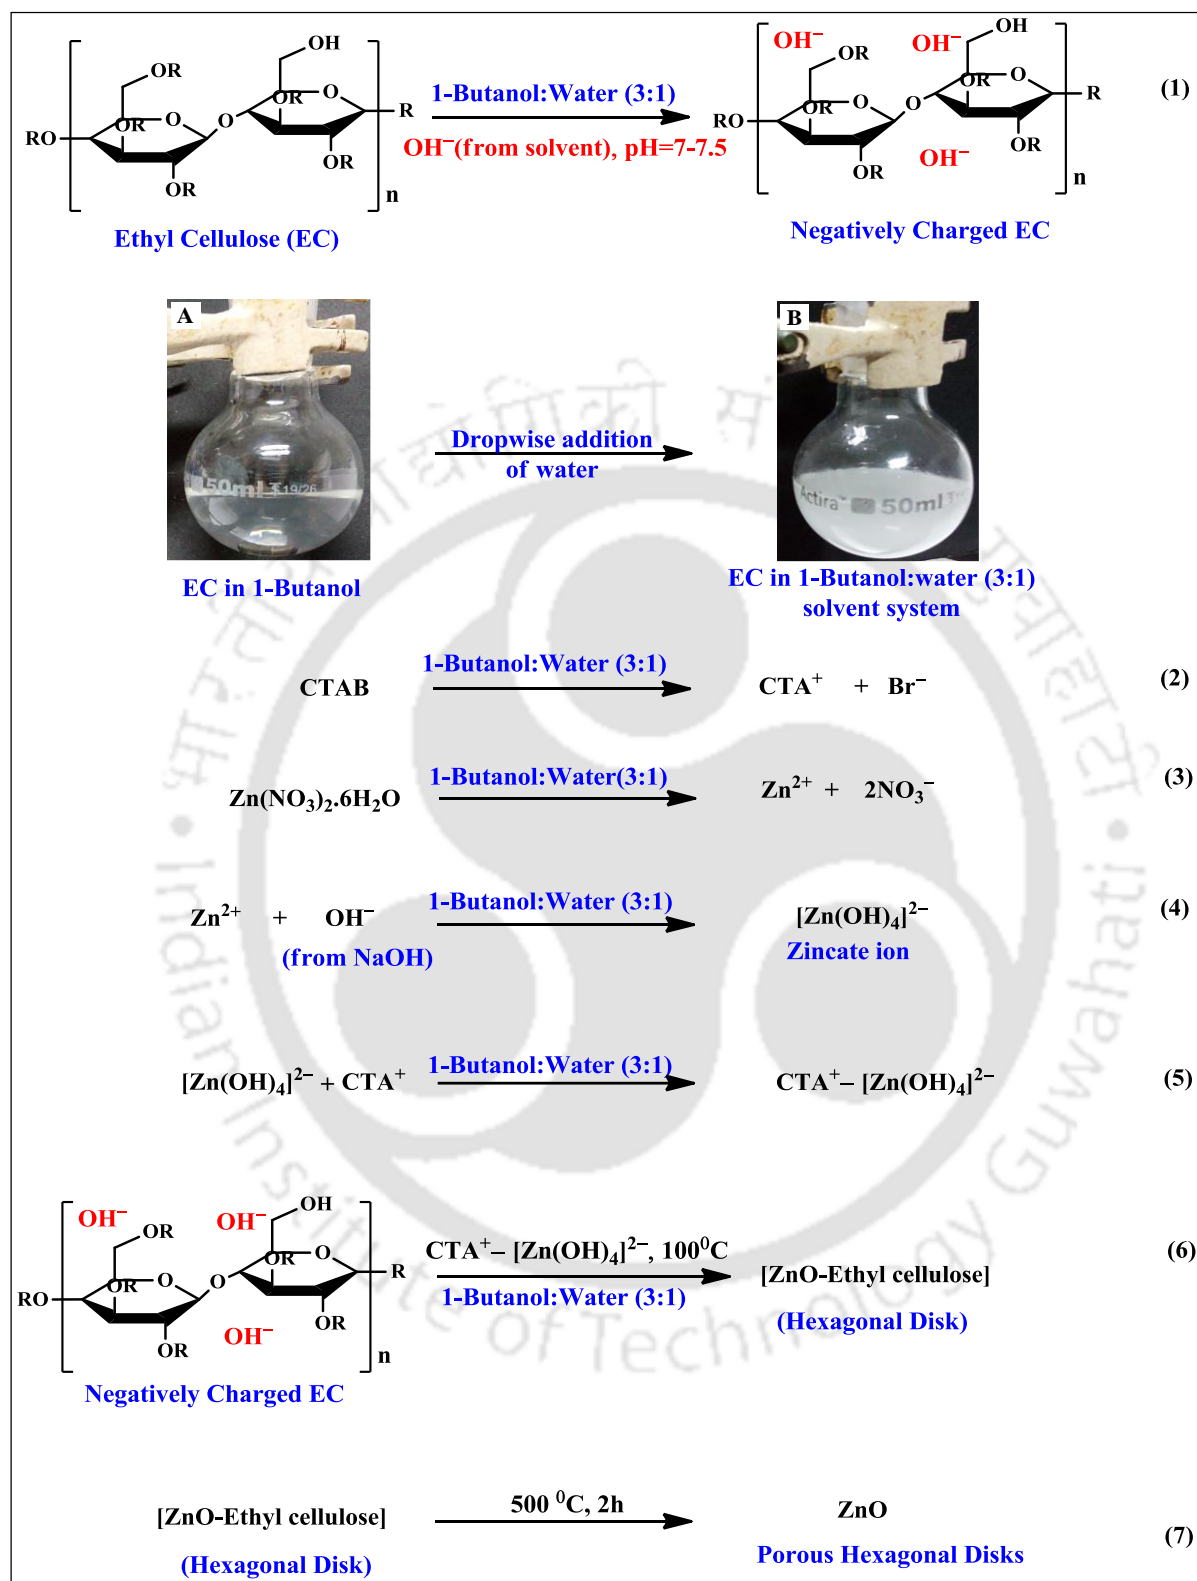 OH
OR
OR
OR
OR
OR
RO
O
O
O
R
n
Ethyl Cellulose (EC)
1-Butanol:Water (3:1)
OH⁻(from solvent), pH=7-7.5
OH⁻
OH⁻
OH⁻
OH
OR
OR
OR
OR
OR
RO
O
O
O
R
n
Negatively Charged EC
(1)
A
50ml
19/26
EC in 1-Butanol
Dropwise addition
of water
B
Actira™ 50ml
EC in 1-Butanol:water (3:1)
solvent system
CTAB
1-Butanol:Water (3:1)
CTA⁺ + Br⁻
(2)
Zn(NO₃)₂.6H₂O
1-Butanol:Water(3:1)
Zn²⁺ + 2NO₃⁻
(3)
Zn²⁺ + OH⁻
(from NaOH)
1-Butanol:Water (3:1)
[Zn(OH)₄]²⁻
Zincate ion
(4)
[Zn(OH)₄]²⁻ + CTA⁺
1-Butanol:Water (3:1)
CTA⁺– [Zn(OH)₄]²⁻
(5)
OH⁻
OH⁻
OH⁻
OH
OR
OR
OR
OR
OR
RO
O
O
O
R
n
Negatively Charged EC
CTA⁺– [Zn(OH)₄]²⁻, 100⁰C
1-Butanol:Water (3:1)
[ZnO-Ethyl cellulose]
(Hexagonal Disk)
(6)
[ZnO-Ethyl cellulose]
(Hexagonal Disk)
500 ⁰C, 2h
ZnO
Porous Hexagonal Disks
(7)
Indian Institute of Technology Guwahati